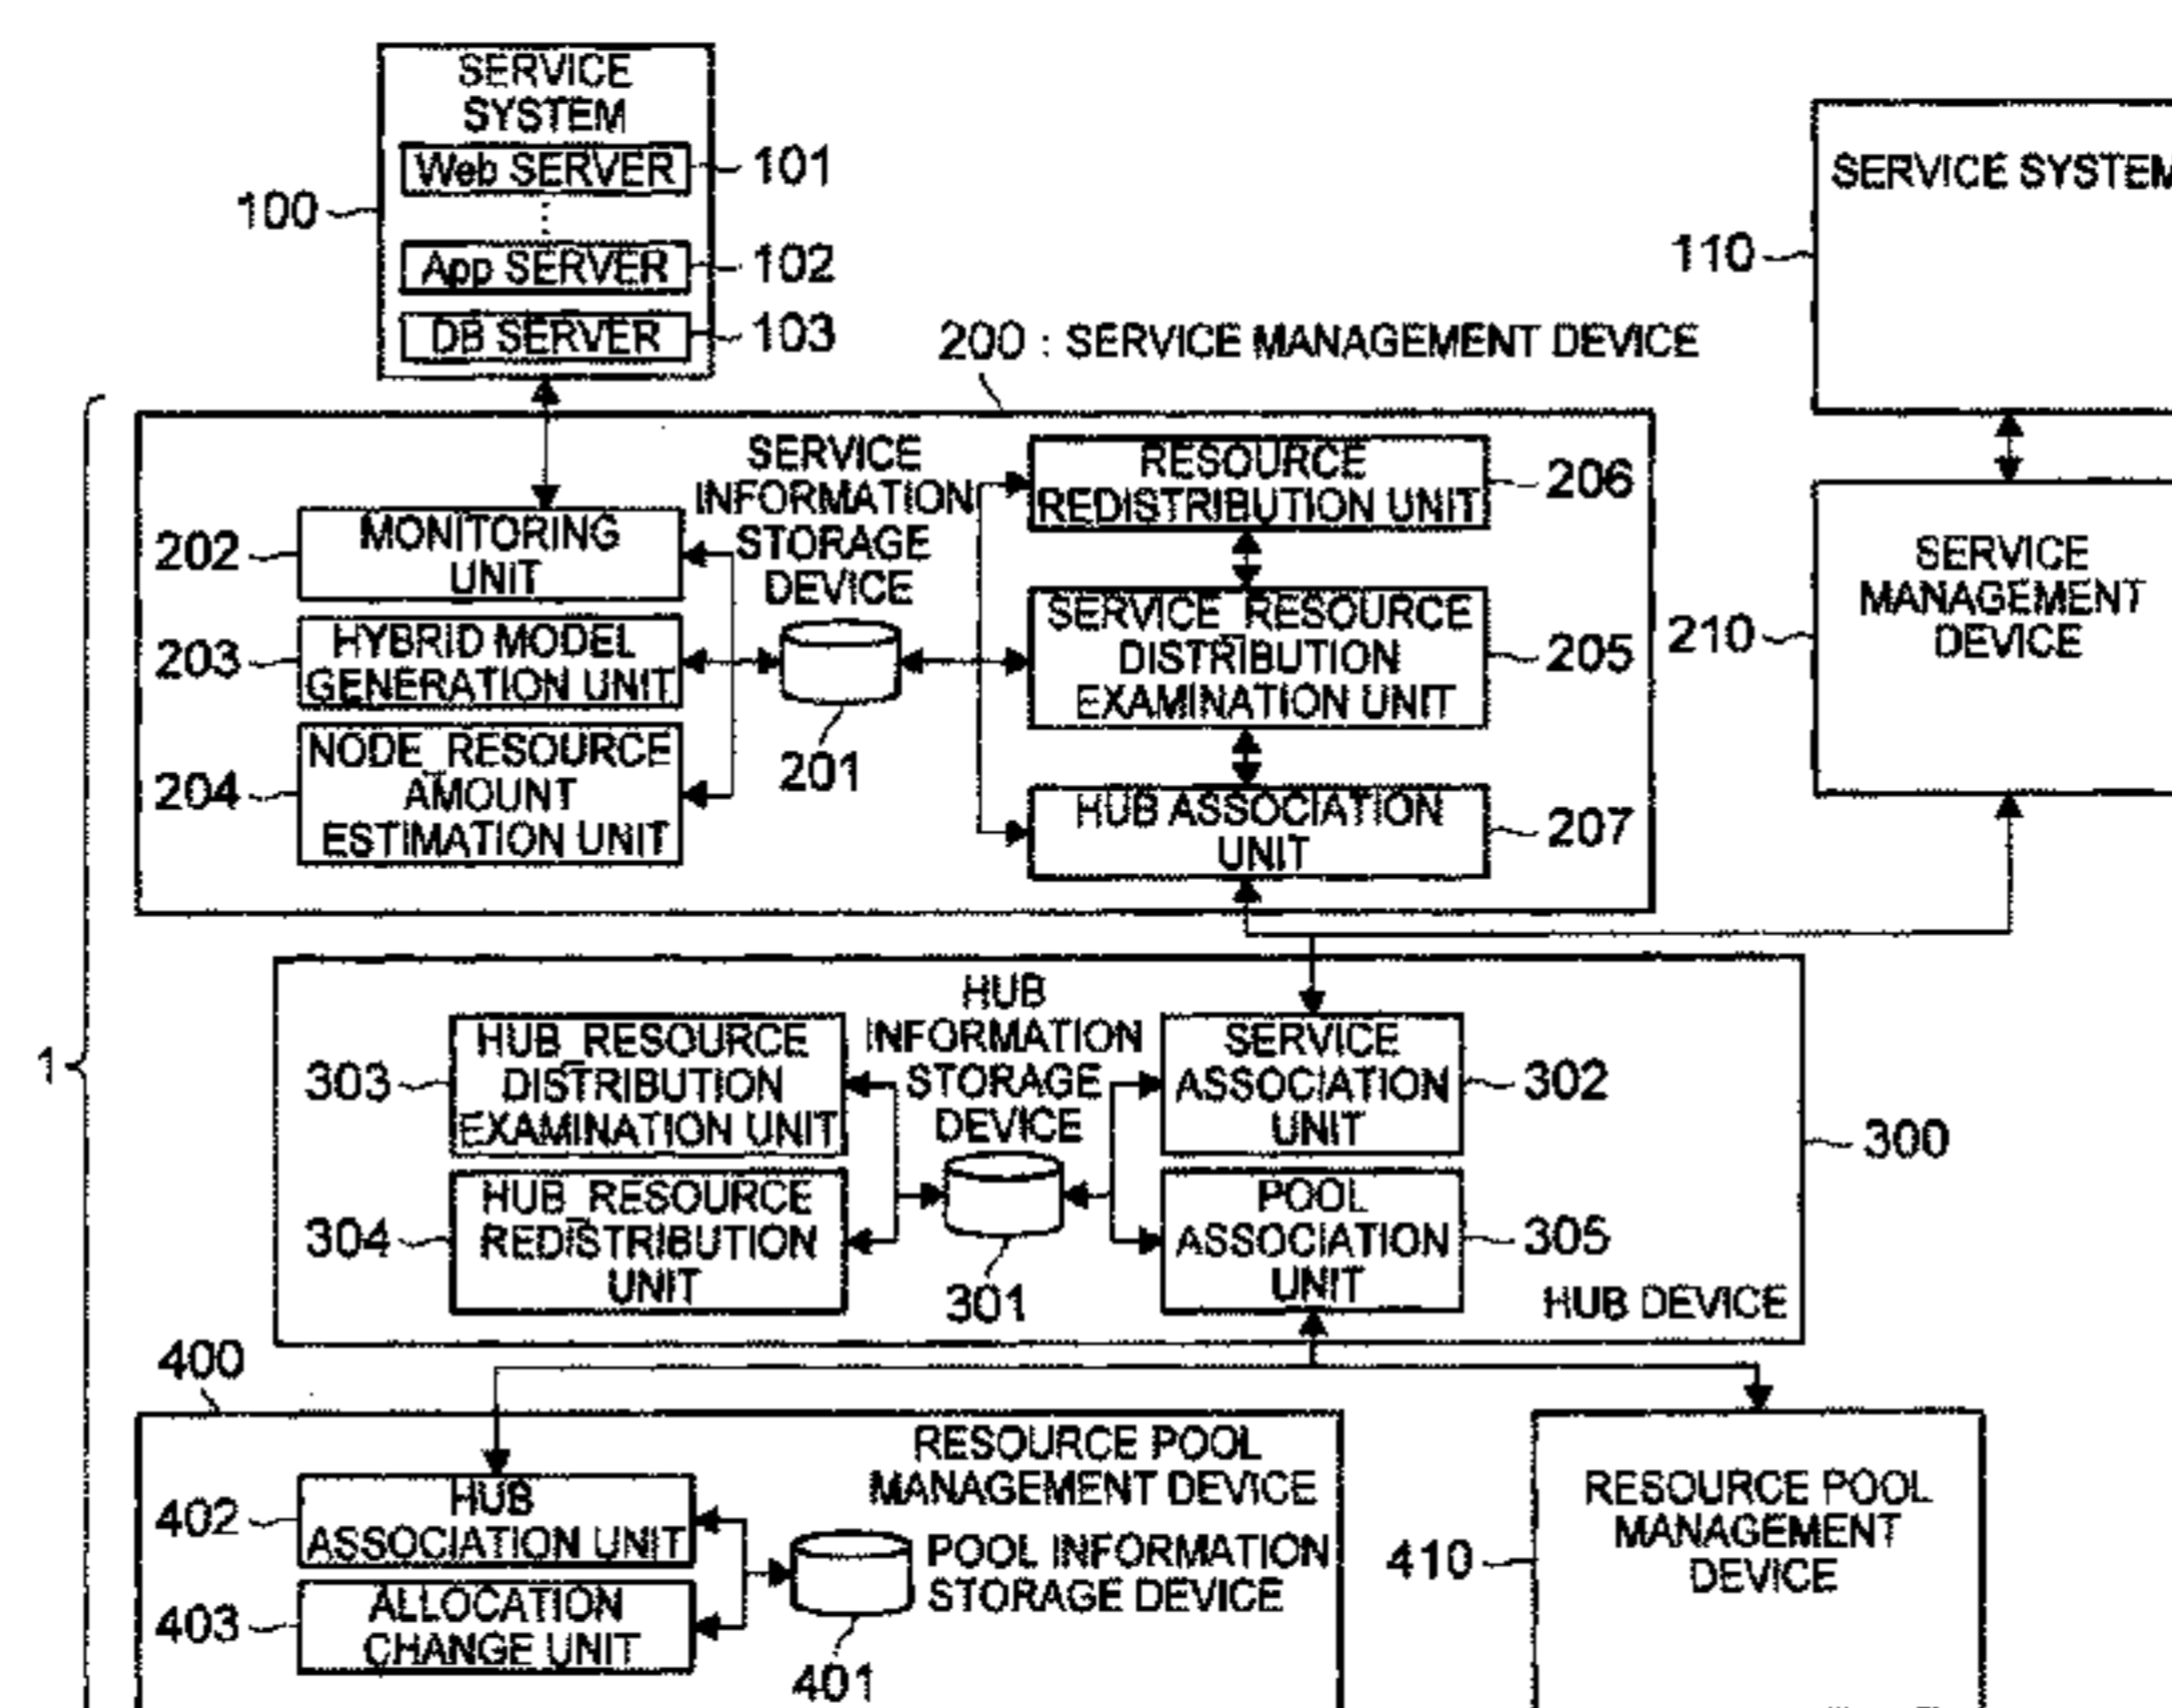 SERVICE
SYSTEM
Web SERVER
101
100
App SERVER
102
DB SERVER
103
SERVICE SYSTEM
110
200 : SERVICE MANAGEMENT DEVICE
SERVICE
INFORMATION
STORAGE
DEVICE
201
MONITORING
UNIT
202
HYBRID MODEL
GENERATION UNIT
203
NODE_RESOURCE
AMOUNT
ESTIMATION UNIT
204
RESOURCE
REDISTRIBUTION UNIT
206
SERVICE_RESOURCE
DISTRIBUTION
EXAMINATION UNIT
205
HUB ASSOCIATION
UNIT
207
SERVICE
MANAGEMENT
DEVICE
210
1
HUB_RESOURCE
DISTRIBUTION
EXAMINATION UNIT
303
HUB_RESOURCE
REDISTRIBUTION
UNIT
304
HUB
INFORMATION
STORAGE
DEVICE
301
SERVICE
ASSOCIATION
UNIT
302
POOL
ASSOCIATION
UNIT
305
HUB DEVICE
300
400
RESOURCE POOL
MANAGEMENT DEVICE
HUB
ASSOCIATION UNIT
402
ALLOCATION
CHANGE UNIT
403
POOL INFORMATION
STORAGE DEVICE
401
RESOURCE POOL
MANAGEMENT
DEVICE
410